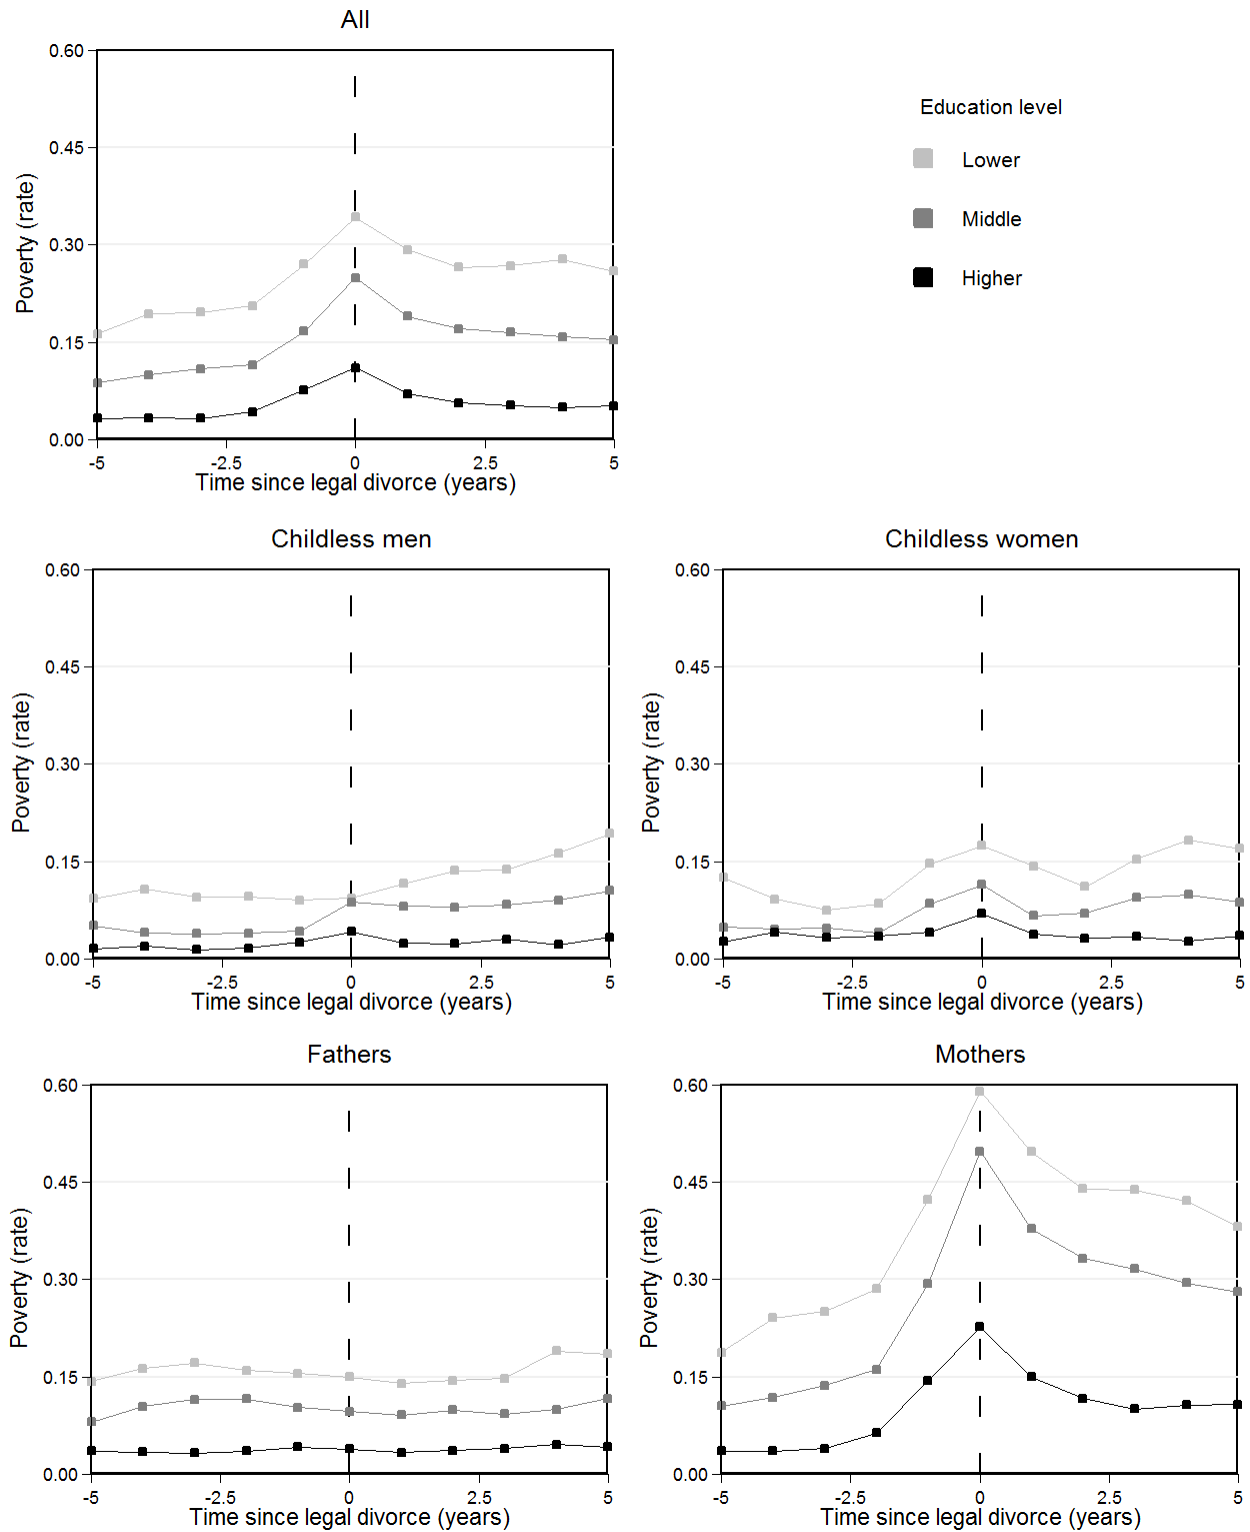 All
0.60
0.45
0.30
0.15
0.00
Poverty (rate)
-5 -2.5 0 2.5 5
Time since legal divorce (years)
Education level
Lower
Middle
Higher
Childless men
0.60
0.45
0.30
0.15
0.00
Poverty (rate)
-5 -2.5 0 2.5 5
Time since legal divorce (years)
Childless women
0.60
0.45
0.30
0.15
0.00
Poverty (rate)
-5 -2.5 0 2.5 5
Time since legal divorce (years)
Fathers
0.60
0.45
0.30
0.15
0.00
Poverty (rate)
-5 -2.5 0 2.5 5
Time since legal divorce (years)
Mothers
0.60
0.45
0.30
0.15
0.00
Poverty (rate)
-5 -2.5 0 2.5 5
Time since legal divorce (years)